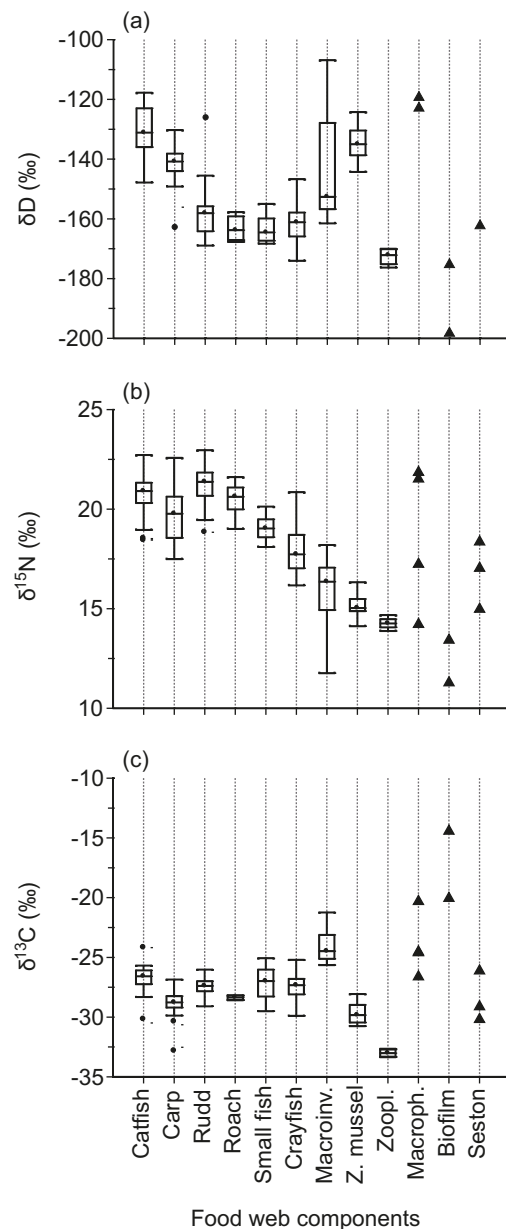 (a)
-100
-120
-140
-160
-180
-200
δD (‰)
(b)
25
20
15
10
δ¹⁵N (‰)
(c)
-10
-15
-20
-25
-30
-35
δ¹³C (‰)
Catfish
Carp
Rudd
Roach
Small fish
Crayfish
Macroinv.
Z. mussel
Zoopl.
Macroph.
Biofilm
Seston
Food web components